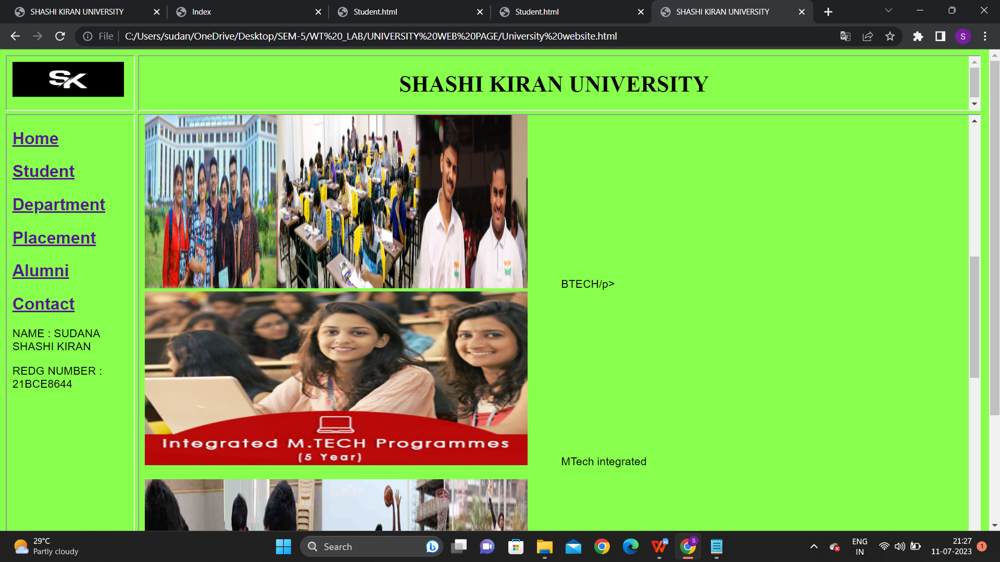 SHASHI KIRAN UNIVERSITY
Index
Student.html
Student.html
SHASHI KIRAN UNIVERSITY
File
C:/Users/sudan/OneDrive/Desktop/SEM-5/WT%20_LAB/UNIVERSITY%20WEB%20PAGE/University%20website.html
S
SK
SHASHI KIRAN UNIVERSITY
Home
Student
Department
Placement
Alumni
Contact
NAME : SUDANA
SHASHI KIRAN
REDG NUMBER :
21BCE8644
BTECH/p>
Integrated M.TECH Programmes
(5 Year)
MTech integrated
29°C
Partly cloudy
Search
S
ENG
IN
21:27
11-07-2023
1